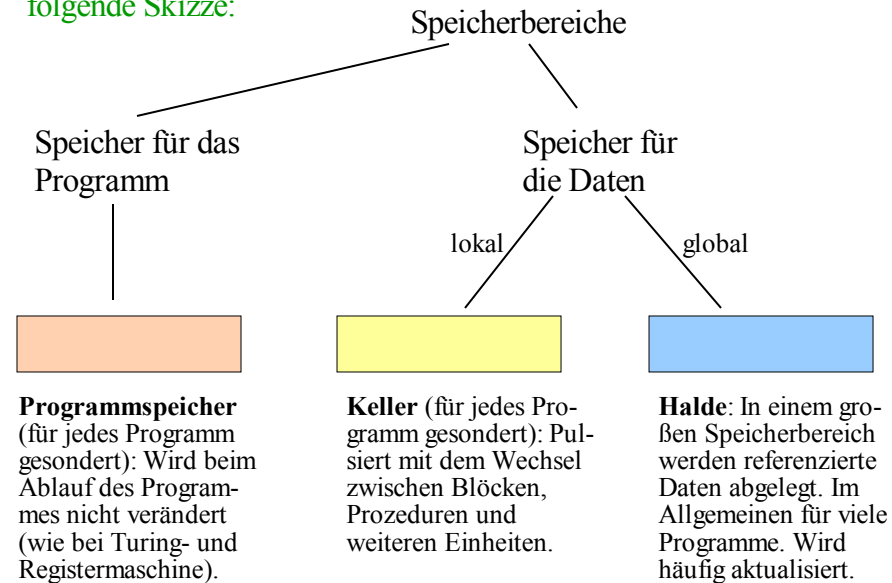 folgende Skizze:
Speicherbereiche
Speicher für das
Programm
Speicher für
die Daten
lokal
global
Programmspeicher
(für jedes Programm
gesondert): Wird beim
Ablauf des Program-
mes nicht verändert
(wie bei Turing- und
Registermaschine).
Keller (für jedes Pro-
gramm gesondert): Pul-
siert mit dem Wechsel
zwischen Blöcken,
Prozeduren und
weiteren Einheiten.
Halde: In einem gro-
ßen Speicherbereich
werden referenzierte
Daten abgelegt. Im
Allgemeinen für viele
Programme. Wird
häufig aktualisiert.